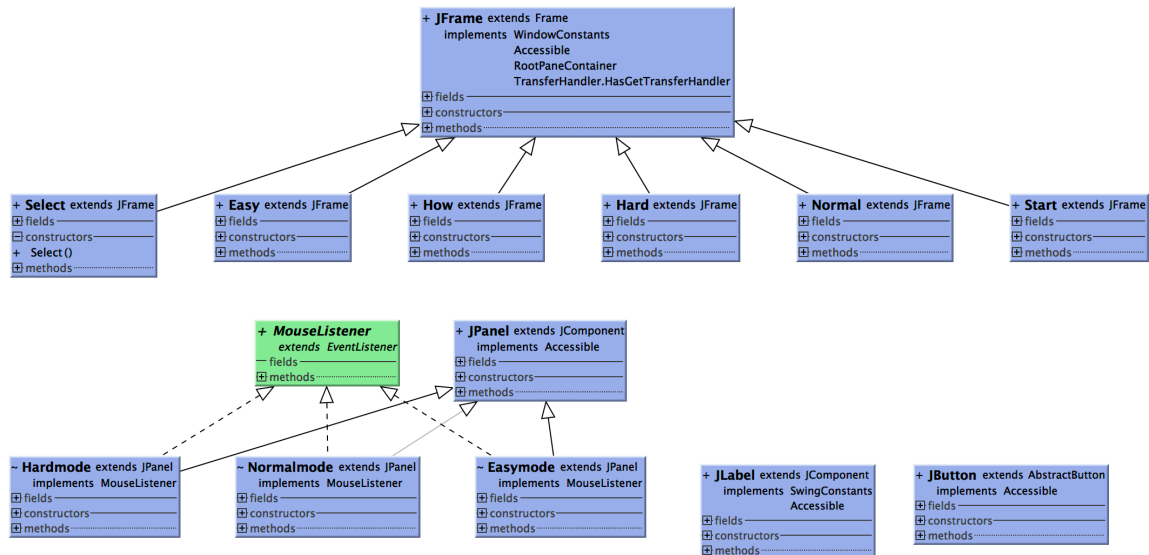 + JFrame extends Frame
implements WindowConstants
Accessible
RootPaneContainer
TransferHandler.HasGetTransferHandler
fields
constructors
methods
+ Select extends JFrame
fields
constructors
+ Select()
methods
+ Easy extends JFrame
fields
constructors
methods
+ How extends JFrame
fields
constructors
methods
+ Hard extends JFrame
fields
constructors
methods
+ Normal extends JFrame
fields
constructors
methods
+ Start extends JFrame
fields
constructors
methods
+ MouseListener
extends EventListener
fields
methods
+ JPanel extends JComponent
implements Accessible
fields
constructors
methods
~ Hardmode extends JPanel
implements MouseListener
fields
constructors
methods
~ Normalmode extends JPanel
implements MouseListener
fields
constructors
methods
~ Easymode extends JPanel
implements MouseListener
fields
constructors
methods
+ JLabel extends JComponent
implements SwingConstants
Accessible
fields
constructors
methods
+ JButton extends AbstractButton
implements Accessible
fields
constructors
methods